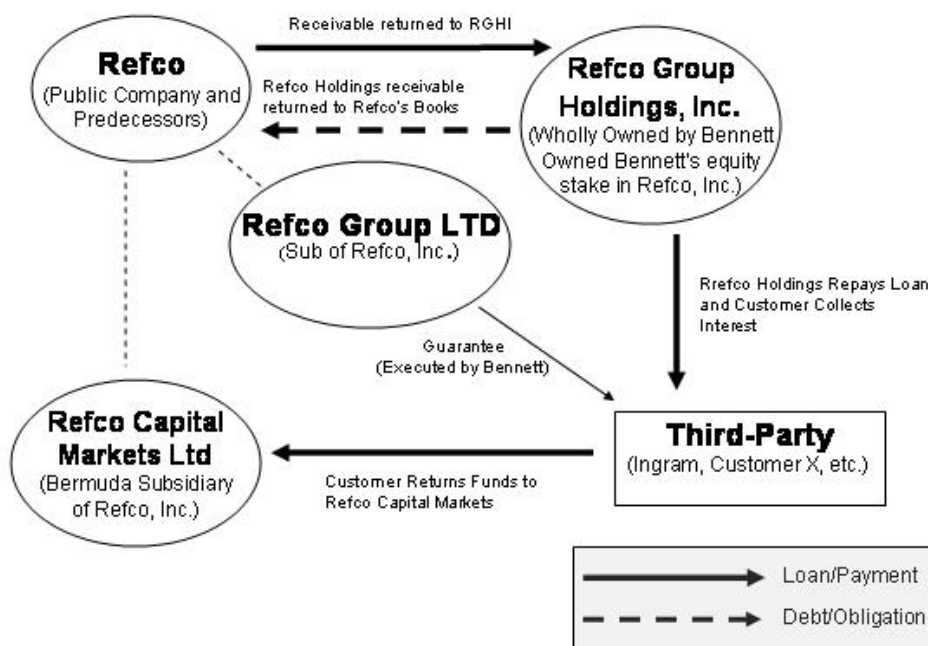 Receivable returned to RGHI
Refco
(Public Company and
Predecessors)
Refco Holdings receivable
returned to Refco's Books
Refco Group
Holdings, Inc.
(Wholly Owned by Bennett
Owned Bennett's equity
stake in Refco, Inc.)
Refco Group LTD
(Sub of Refco, Inc.)
Rrefco Holdings Repays Loan
and Customer Collects
Interest
Guarantee
(Executed by Bennett)
Refco Capital
Markets Ltd
(Bermuda Subsidiary
of Refco, Inc.)
Third-Party
(Ingram, Customer X, etc.)
Customer Returns Funds to
Refco Capital Markets
Loan/Payment
Debt/Obligation